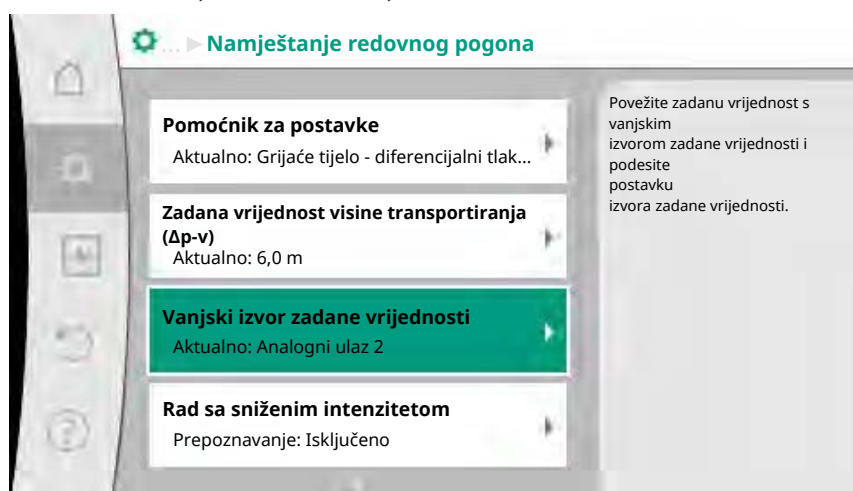 ... ▶ Namještanje redovnog pogona
Pomoćnik za postavke
Aktualno: Grijaće tijelo - diferencijalni tlak...
Zadana vrijednost visine transportiranja
(Δp-v)
Aktualno: 6,0 m
Vanjski izvor zadane vrijednosti
Aktualno: Analogni ulaz 2
Rad sa sniženim intenzitetom
Prepoznavanje: Isključeno
Povežite zadanu vrijednost s
vanjskim
izvorom zadane vrijednosti i
podesite
postavku
izvora zadane vrijednosti.